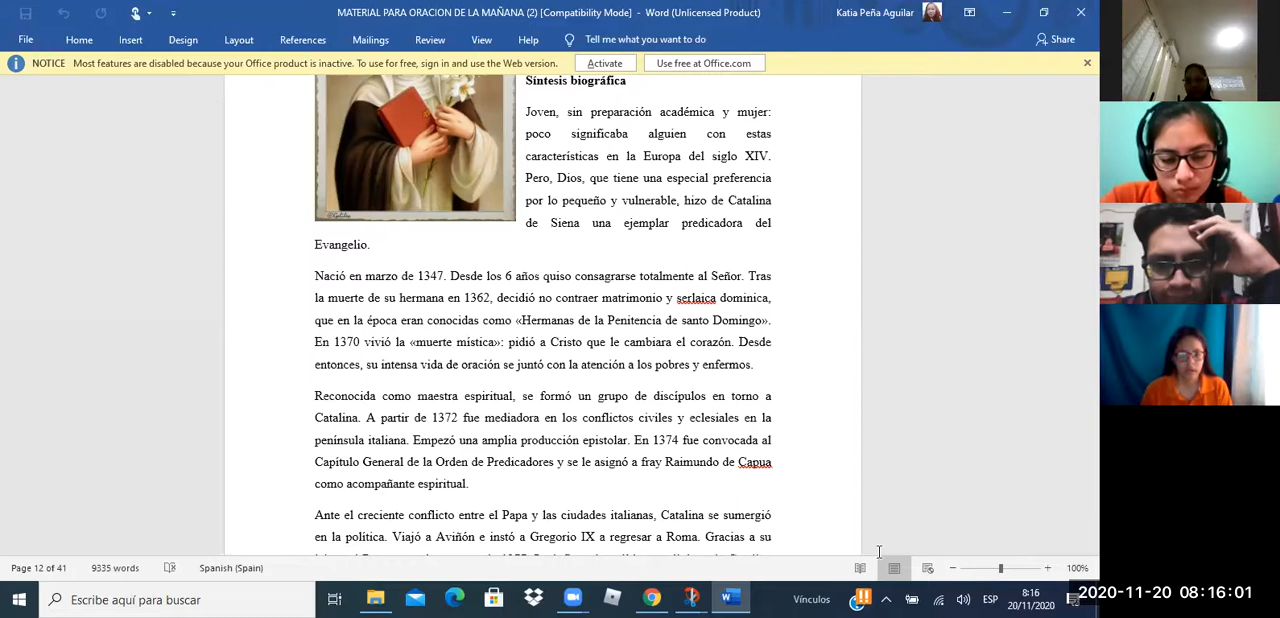 MATERIAL PARA ORACION DE LA MAÑANA (2) [Compatibility Mode] - Word (Unlicensed Product)
Katia Peña Aguilar
File Home Insert Design Layout References Mailings Review View Help Tell me what you want to do Share
NOTICE Most features are disabled because your Office product is inactive. To use for free, sign in and use the Web version. Activate Use free at Office.com
Síntesis biográfica
Joven, sin preparación académica y mujer:
poco significaba alguien con estas
características en la Europa del siglo XIV.
Pero, Dios, que tiene una especial preferencia
por lo pequeño y vulnerable, hizo de Catalina
de Siena una ejemplar predicadora del
Evangelio.
Nació en marzo de 1347. Desde los 6 años quiso consagrarse totalmente al Señor. Tras
la muerte de su hermana en 1362, decidió no contraer matrimonio y serlaica dominica,
que en la época eran conocidas como «Hermanas de la Penitencia de santo Domingo».
En 1370 vivió la «muerte mística»: pidió a Cristo que le cambiara el corazón. Desde
entonces, su intensa vida de oración se juntó con la atención a los pobres y enfermos.
Reconocida como maestra espiritual, se formó un grupo de discípulos en torno a
Catalina. A partir de 1372 fue mediadora en los conflictos civiles y eclesiales en la
península italiana. Empezó una amplia producción epistolar. En 1374 fue convocada al
Capítulo General de la Orden de Predicadores y se le asignó a fray Raimundo de Capua
como acompañante espiritual.
Ante el creciente conflicto entre el Papa y las ciudades italianas, Catalina se sumergió
en la política. Viajó a Aviñón e instó a Gregorio IX a regresar a Roma. Gracias a su
Page 12 of 41 9335 words Spanish (Spain) 100%
Escribe aquí para buscar
Vínculos
ESP
8:16
20/11/2020
2020-11-20 08:16:01